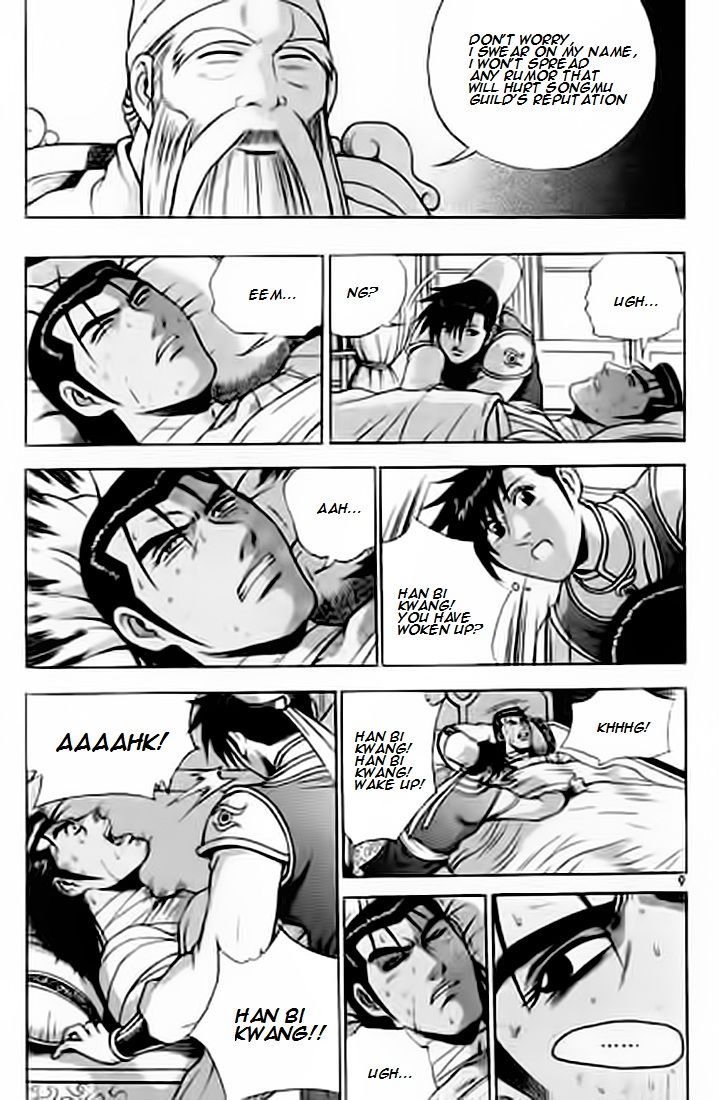 DON'T WORRY,
I SWEAR ON MY NAME,
I WON'T SPREAD
ANY RUMOR THAT
WILL HURT SONGMU
GUILD'S REPUTATION
EEM...
NG?
UGH...
AAH...
HAN BI
KWANG!
YOU HAVE
WOKEN UP?
AAAAHK!
HAN BI
KWANG!!
HAN BI
KWANG!
HAN BI
KWANG!
WAKE UP!
KHHHG!
9
UGH...
......